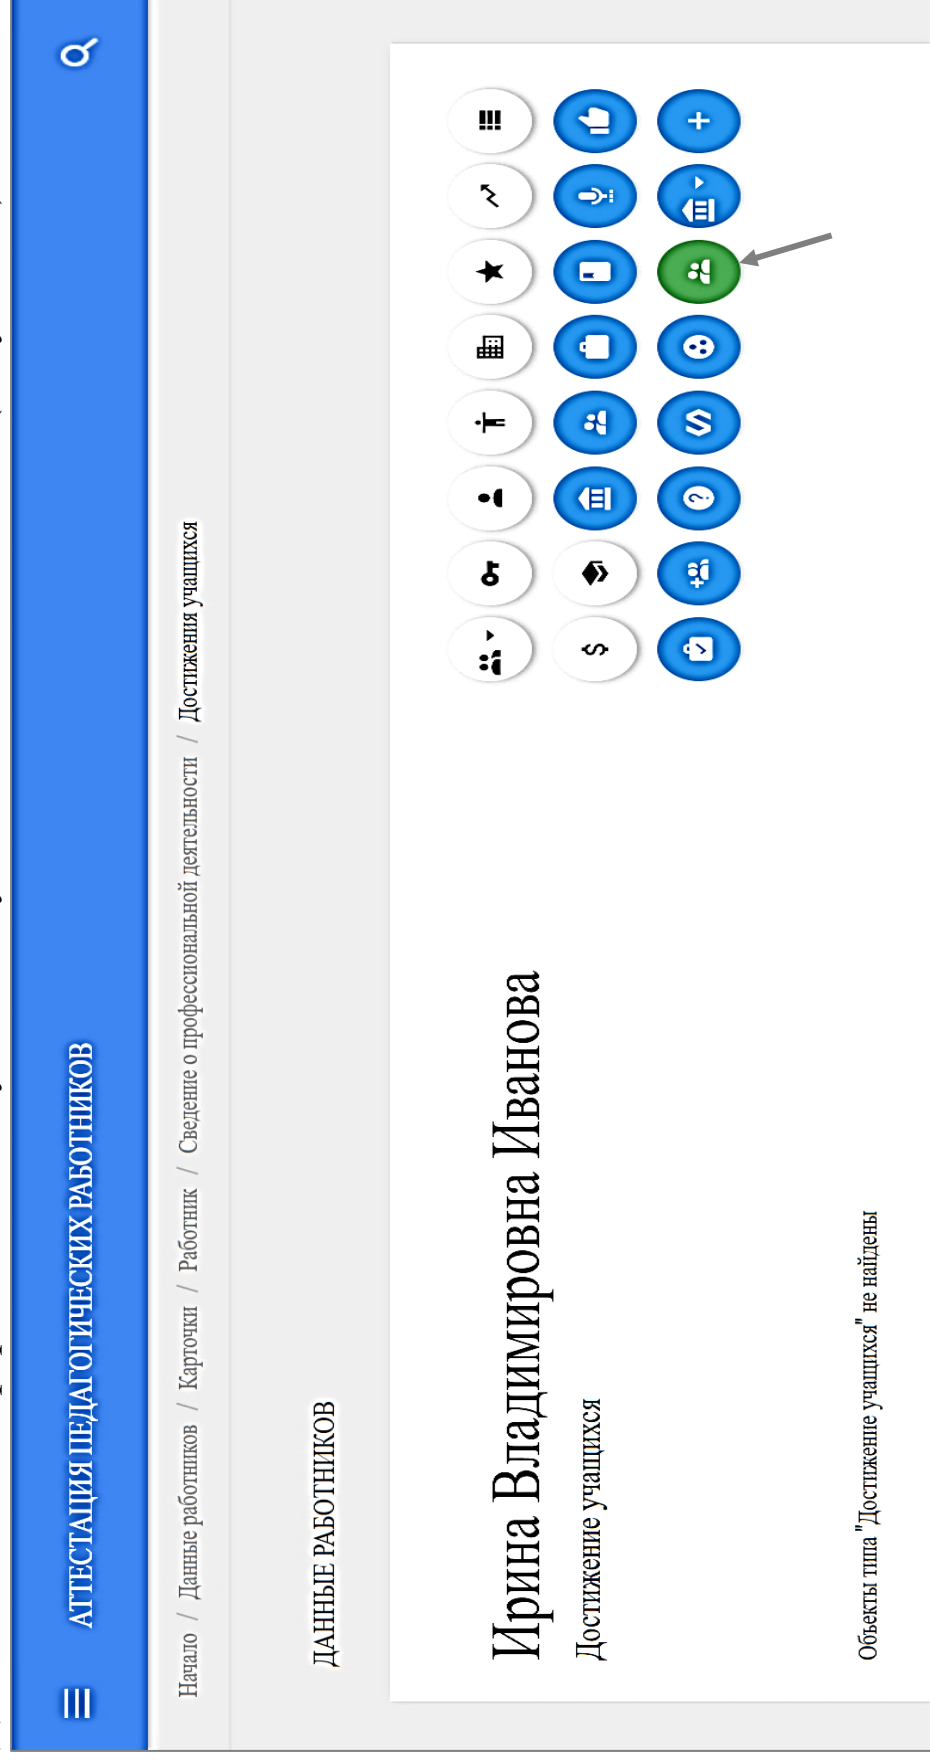 АТТЕСТАЦИЯ ПЕДАГОГИЧЕСКИХ РАБОТНИКОВ
Начало / Данные работников / Карточки / Работник / Сведение о профессиональной деятельности / Достижения учащихся
ДАННЫЕ РАБОТНИКОВ
Ирина Владимировна Иванова
Достижение учащихся
Объекты типа "Достижение учащихся" не найдены